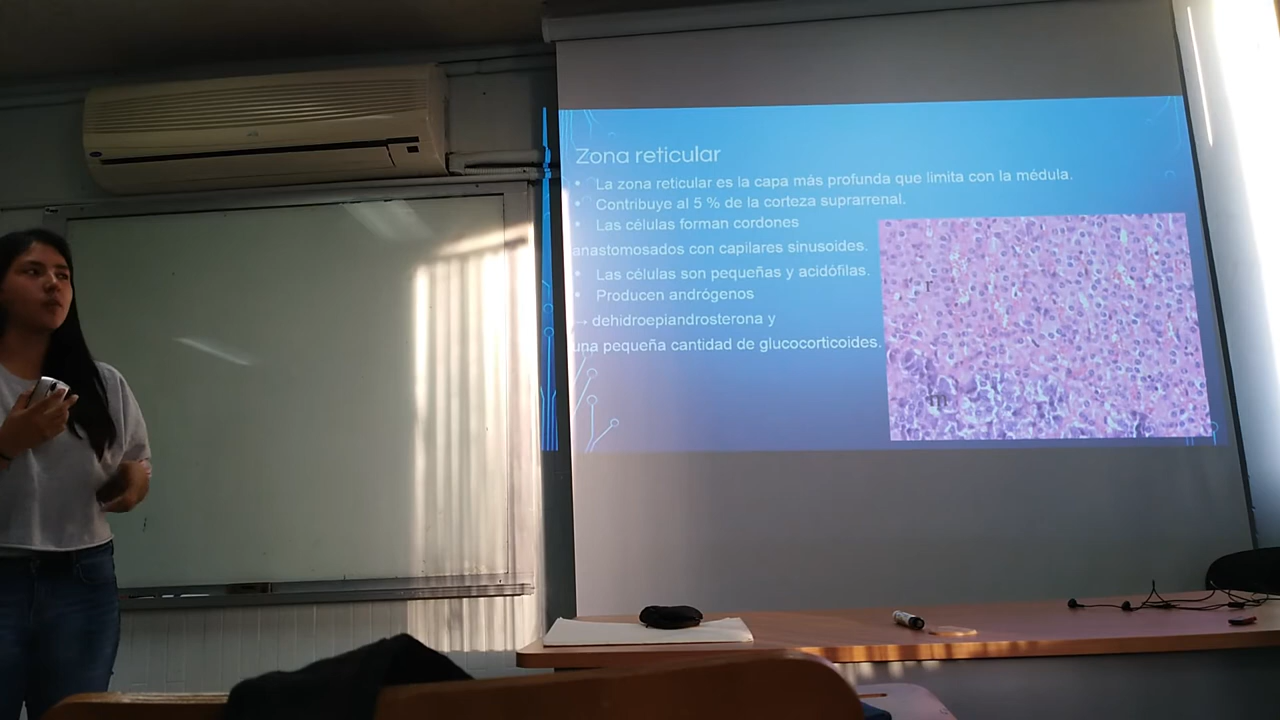 Zona reticular
• La zona reticular es la capa más profunda que limita con la médula.
• Contribuye al 5 % de la corteza suprarrenal.
• Las células forman cordones
anastomosados con capilares sinusoides.
• Las células son pequeñas y acidófilas.
• Producen andrógenos
→ dehidroepiandrosterona y
una pequeña cantidad de glucocorticoides.
r
m